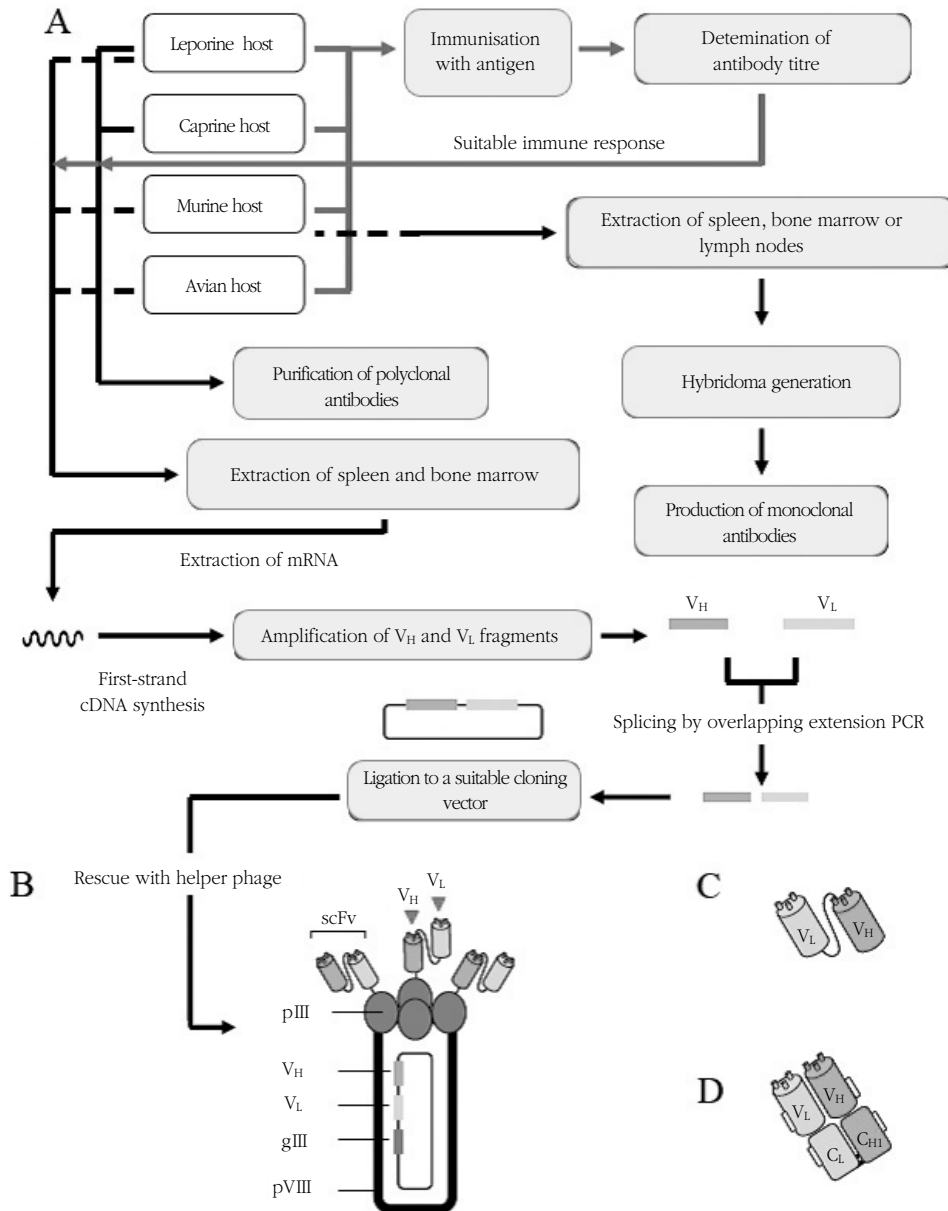 A
Leporine host
Caprine host
Murine host
Avian host
Immunisation
with antigen
Detemination of
antibody titre
Suitable immune response
Extraction of spleen, bone marrow or
lymph nodes
Purification of polyclonal
antibodies
Hybridoma generation
Extraction of spleen and bone marrow
Production of monoclonal
antibodies
Extraction of mRNA
First-strand
cDNA synthesis
Amplification of VH and VL fragments
VH
VL
Splicing by overlapping extension PCR
Ligation to a suitable cloning
vector
B
Rescue with helper phage
scFv
VH
VL
pIII
VH
VL
gIII
pVIII
C
VL
VH
D
VL
VH
CL
CH1